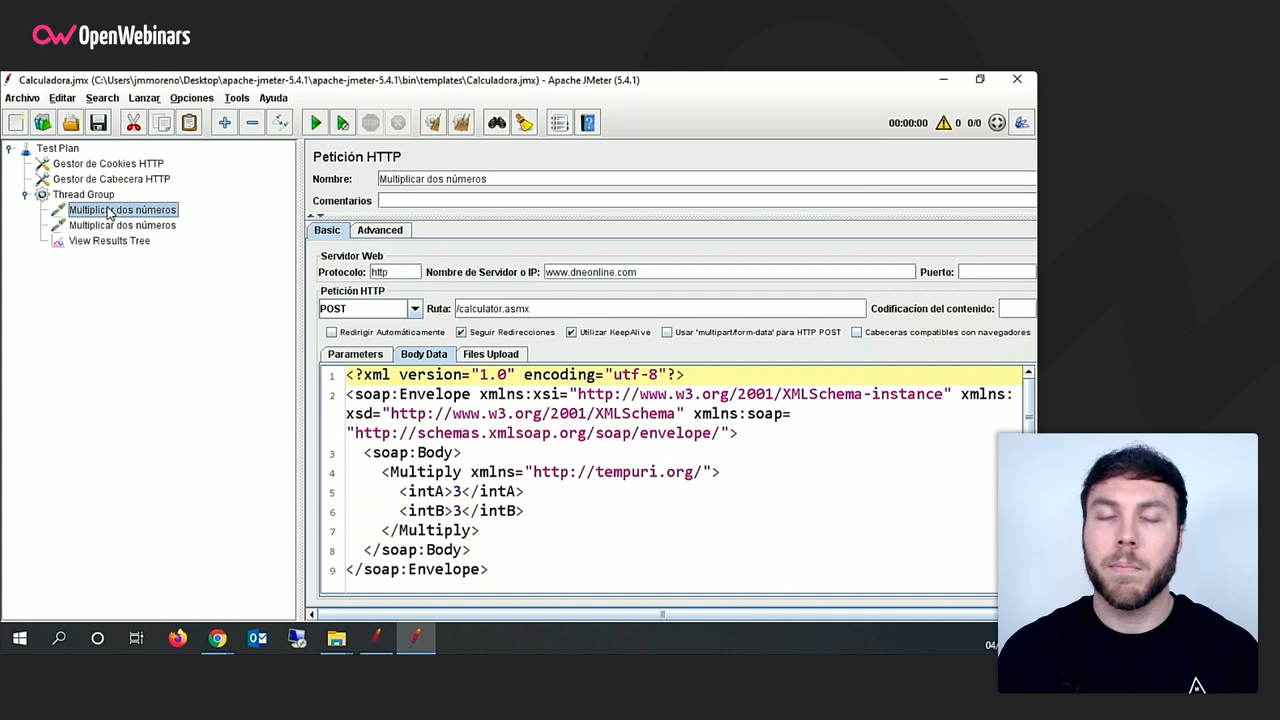 OpenWebinars
Calculadora.jmx (C:\Users\jmmoreno\Desktop\apache-jmeter-5.4.1\apache-jmeter-5.4.1\bin\templates\Calculadora.jmx) - Apache JMeter (5.4.1)
Archivo Editar Search Lanzar Opciones Tools Ayuda
00:00:00 0 0/0
Test Plan
Gestor de Cookies HTTP
Gestor de Cabecera HTTP
Thread Group
Multiplicar dos números
Multiplicar dos números
View Results Tree
Petición HTTP
Nombre: Multiplicar dos números
Comentarios
Basic Advanced
Servidor Web
Protocolo: http Nombre de Servidor o IP: www.dneonline.com Puerto:
Petición HTTP
POST Ruta: /calculator.asmx Codificacíon del contenido:
Redirigir Automáticamente Seguir Redirecciones Utilizar KeepAlive Usar 'multipart/form-data' para HTTP POST Cabeceras compatibles con navegadores
Parameters Body Data Files Upload
1 <?xml version="1.0" encoding="utf-8"?>
2 <soap:Envelope xmlns:xsi="http://www.w3.org/2001/XMLSchema-instance" xmlns:
xsd="http://www.w3.org/2001/XMLSchema" xmlns:soap=
"http://schemas.xmlsoap.org/soap/envelope/">
3 <soap:Body>
4 <Multiply xmlns="http://tempuri.org/">
5 <intA>3</intA>
6 <intB>3</intB>
7 </Multiply>
8 </soap:Body>
9 </soap:Envelope>
04/